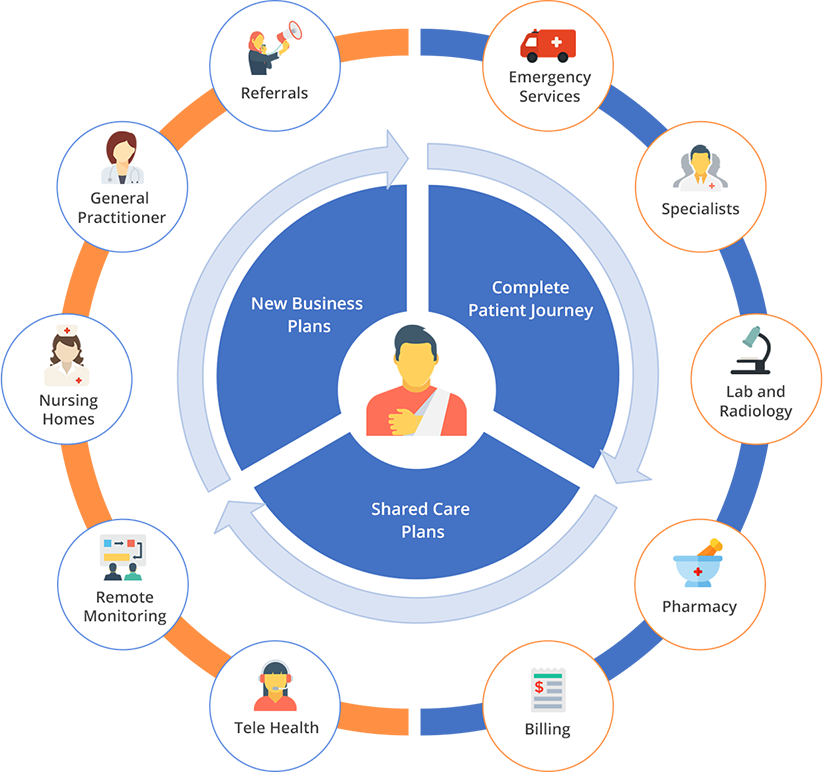 Referrals
Emergency
Services
General
Practitioner
Specialists
New Business
Plans
Complete
Patient Journey
Nursing
Homes
Lab and
Radiology
Shared Care
Plans
Remote
Monitoring
Pharmacy
Tele Health
$
Billing